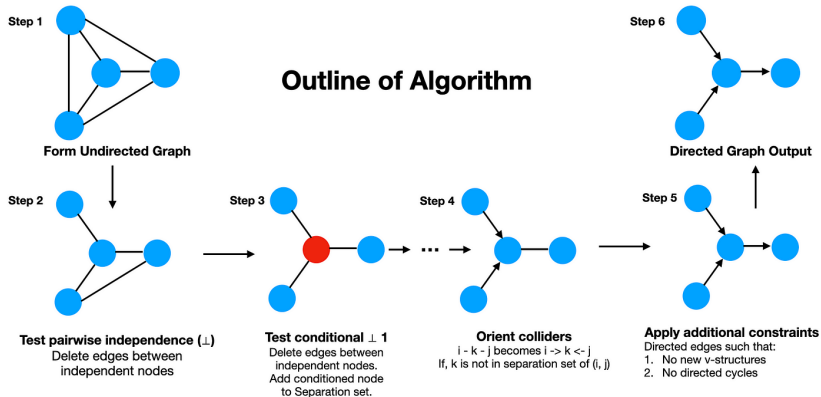 Outline of Algorithm
Step 1
Form Undirected Graph
Step 2
Test pairwise independence (⊥)
Delete edges between
independent nodes
Step 3
Test conditional ⊥ 1
Delete edges between
independent nodes.
Add conditioned node
to Separation set.
...
Step 4
Orient colliders
i - k - j becomes i -> k <- j
If, k is not in separation set of (i, j)
Step 5
Apply additional constraints
Directed edges such that:
1. No new v-structures
2. No directed cycles
Step 6
Directed Graph Output